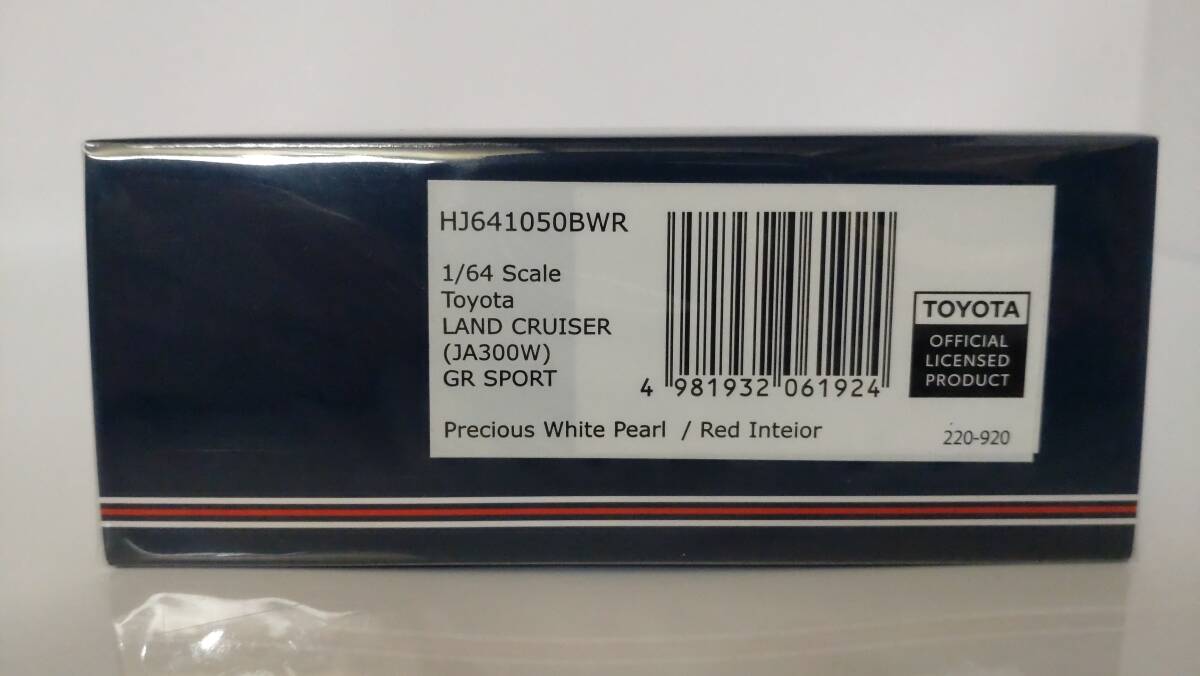 HJ641050BWR
1/64 Scale
Toyota
LAND CRUISER
(JA300W)
GR SPORT
4 981932 061924
TOYOTA
OFFICIAL
LICENSED
PRODUCT
Precious White Pearl / Red Inteior
220-920